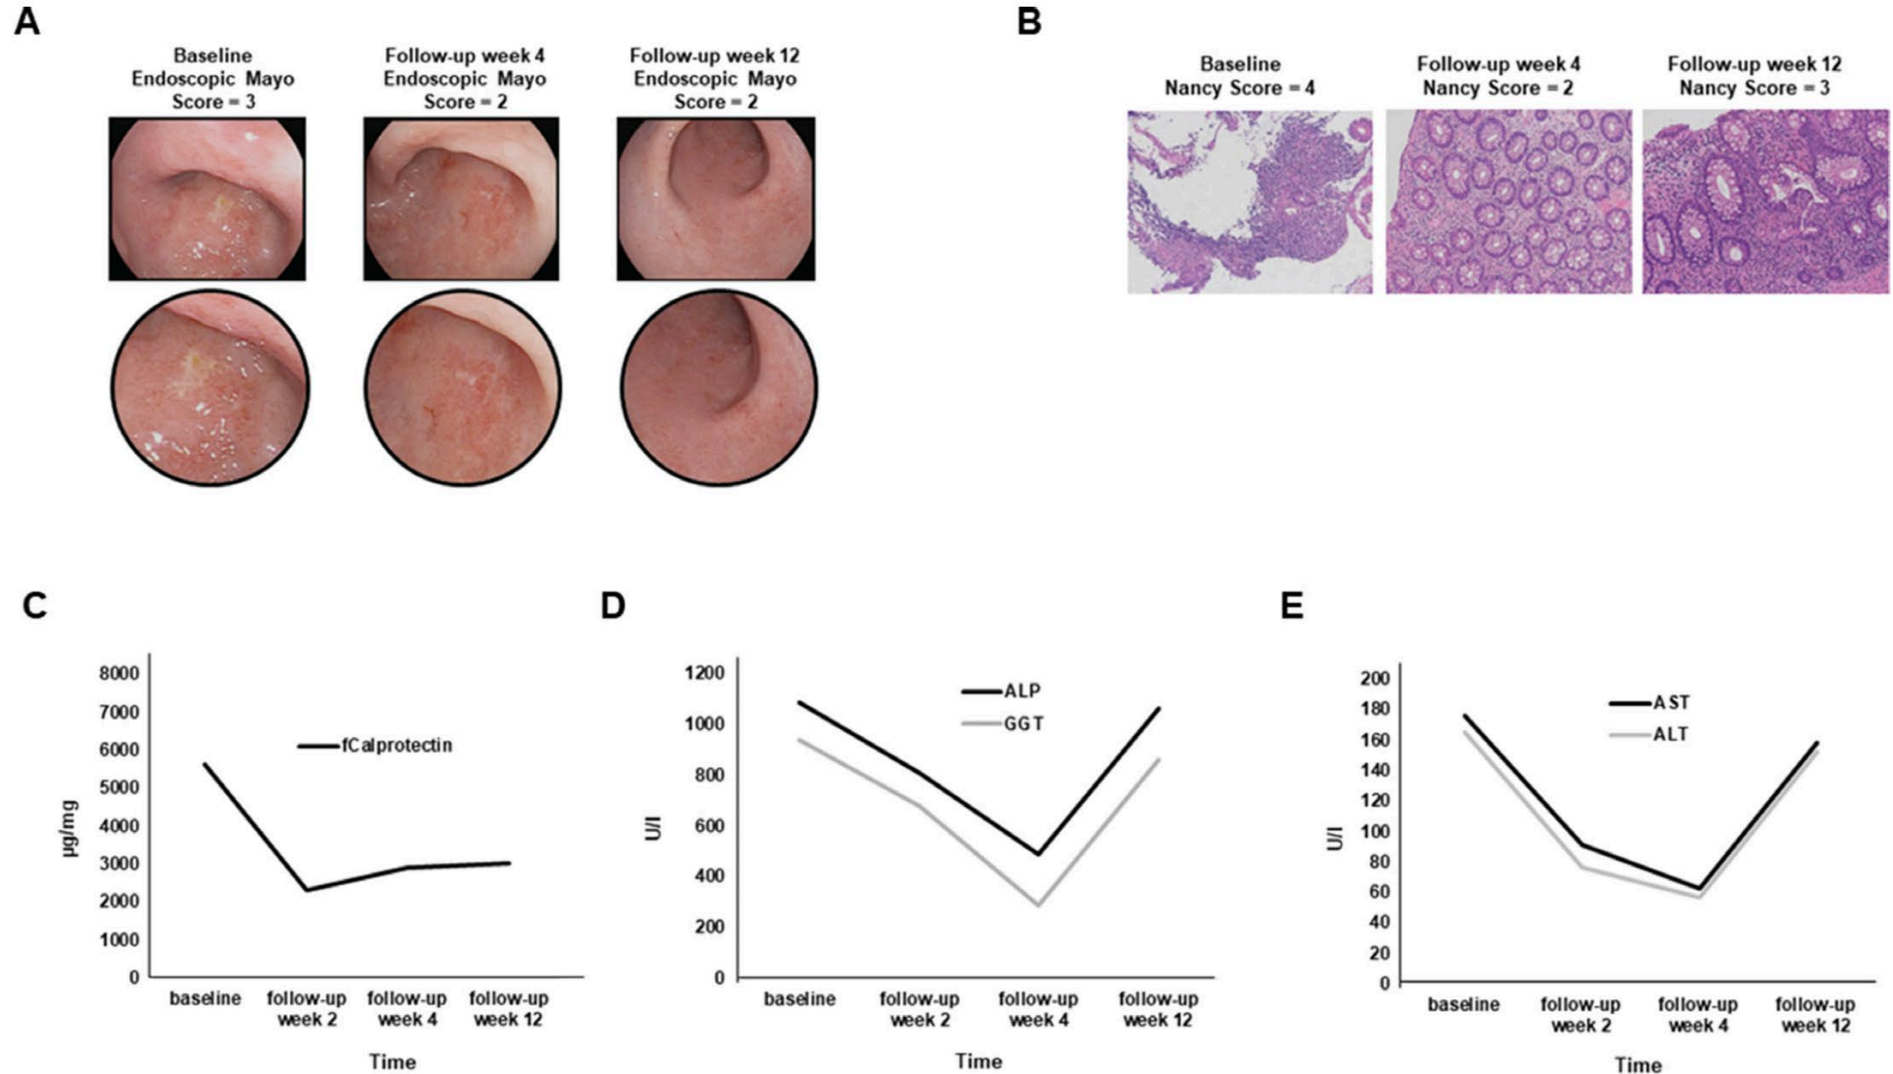 A
Baseline
Endoscopic Mayo
Score = 3
Follow-up week 4
Endoscopic Mayo
Score = 2
Follow-up week 12
Endoscopic Mayo
Score = 2
B
Baseline
Nancy Score = 4
Follow-up week 4
Nancy Score = 2
Follow-up week 12
Nancy Score = 3
C
8000
7000
6000
5000
4000
3000
2000
1000
0
µg/mg
fCalprotectin
baseline
follow-up
week 2
follow-up
week 4
follow-up
week 12
Time
D
1200
1000
800
600
400
200
0
U/l
ALP
GGT
baseline
follow-up
week 2
follow-up
week 4
follow-up
week 12
Time
E
200
180
160
140
120
100
80
60
40
20
0
U/l
AST
ALT
baseline
follow-up
week 2
follow-up
week 4
follow-up
week 12
Time